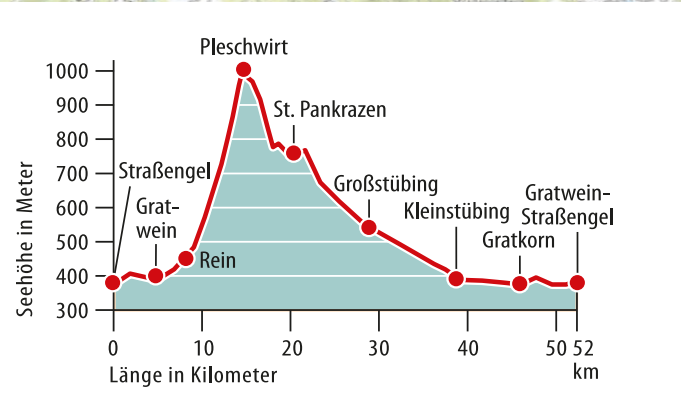 Pleschwirt
1000
900
800
700
600
500
400
300
Seehöhe in Meter
Straßengel
Grat-
wein
Rein
St. Pankrazen
Großstübing
Kleinstübing
Gratkorn
Gratwein-
Straßengel
0 10 20 30 40 50 52
km
Länge in Kilometer